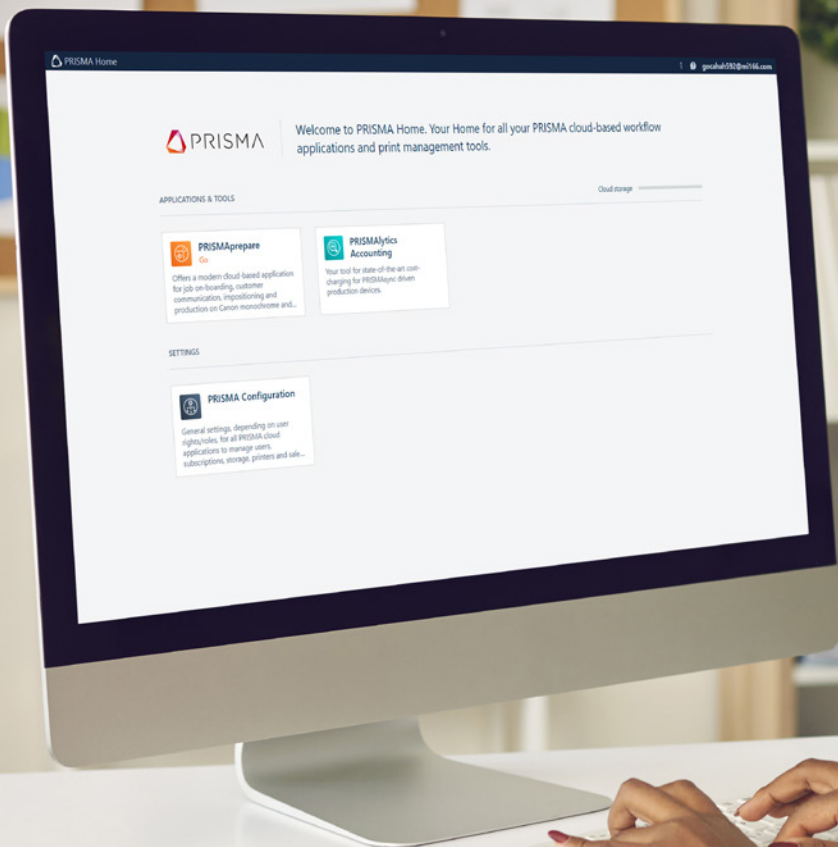 PRISMA Home
gocahah592@mi166.com
PRISMA
Welcome to PRISMA Home. Your Home for all your PRISMA cloud-based workflow
applications and print management tools.
APPLICATIONS & TOOLS
Cloud storage
PRISMAprepare
Go
Offers a modern cloud-based application
for job on-boarding, customer
communication, impositioning and
production on Canon monochrome and...
PRISMAlytics
Accounting
Your tool for state-of-the-art cost-
charging for PRISMAsync driven
production devices.
SETTINGS
PRISMA Configuration
General settings, depending on user
rights/roles, for all PRISMA cloud
applications to manage users,
subscriptions, storage, printers and sale...